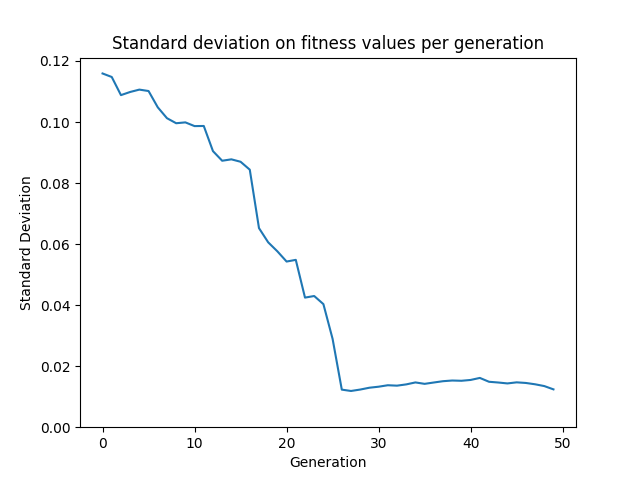 Standard deviation on fitness values per generation
0.12
0.10
0.08
0.06
0.04
0.02
0.00
Standard Deviation
0 10 20 30 40 50
Generation